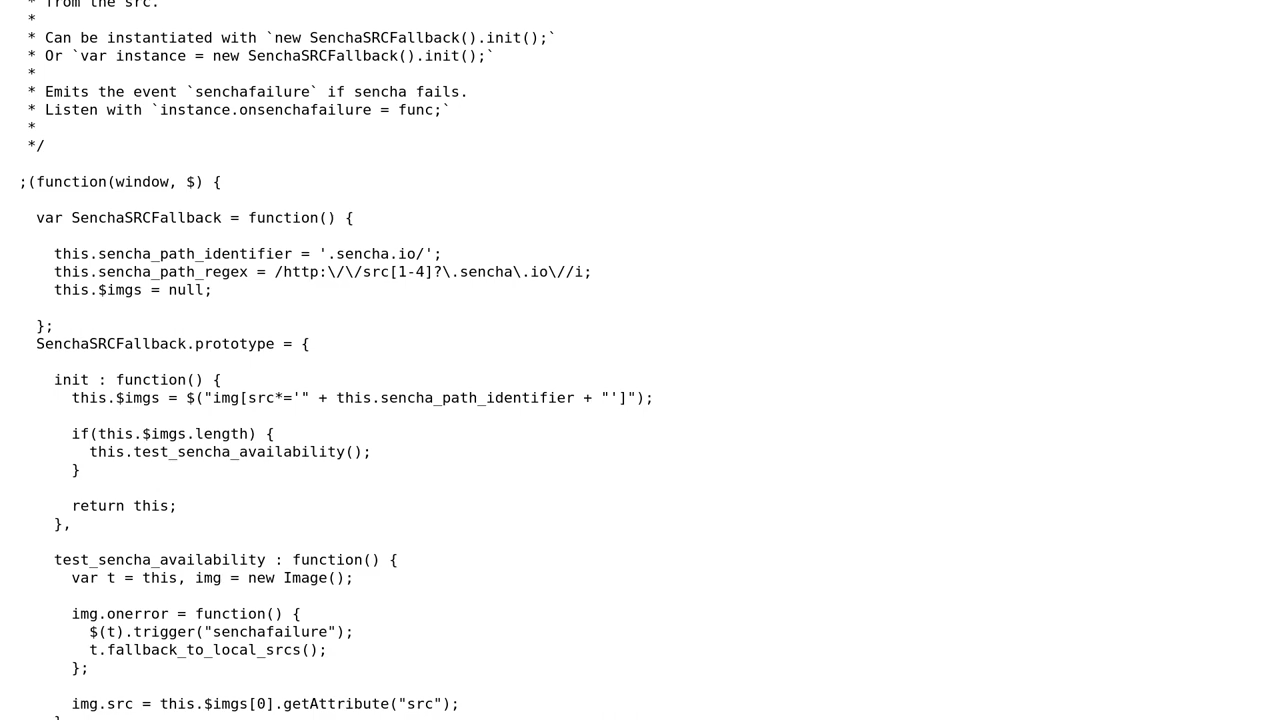 * from the src.
*
* Can be instantiated with `new SenchaSRCFallback().init();`
* Or `var instance = new SenchaSRCFallback().init();`
*
* Emits the event `senchafailure` if sencha fails.
* Listen with `instance.onsenchafailure = func;`
*
*/
;(function(window, $) {
var SenchaSRCFallback = function() {
this.sencha_path_identifier = '.sencha.io/';
this.sencha_path_regex = /http:\/\/src[1-4]?\.sencha\.io\//i;
this.$imgs = null;
};
SenchaSRCFallback.prototype = {
init : function() {
this.$imgs = $("img[src*='" + this.sencha_path_identifier + "']");
if(this.$imgs.length) {
this.test_sencha_availability();
}
return this;
},
test_sencha_availability : function() {
var t = this, img = new Image();
img.onerror = function() {
$(t).trigger("senchafailure");
t.fallback_to_local_srcs();
};
img.src = this.$imgs[0].getAttribute("src");